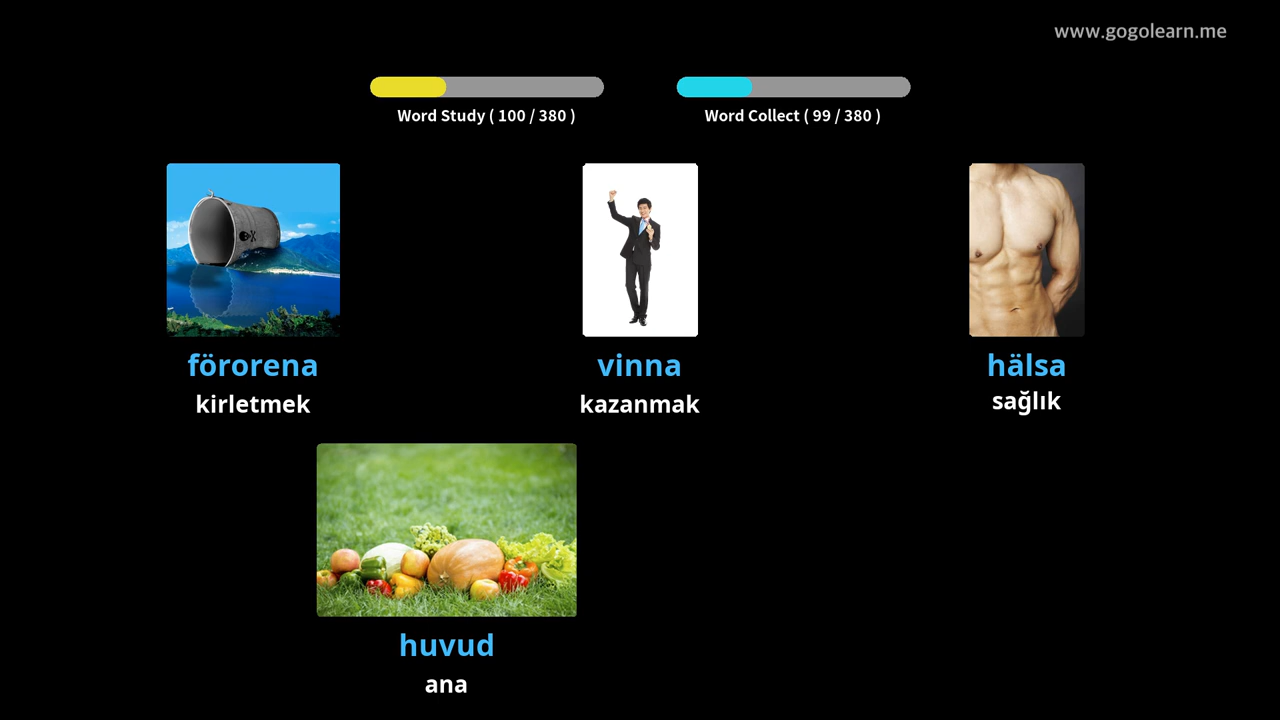 www.gogolearn.me
Word Study ( 100 / 380 )
Word Collect ( 99 / 380 )
förorena
kirletmek
vinna
kazanmak
hälsa
sağlık
huvud
ana